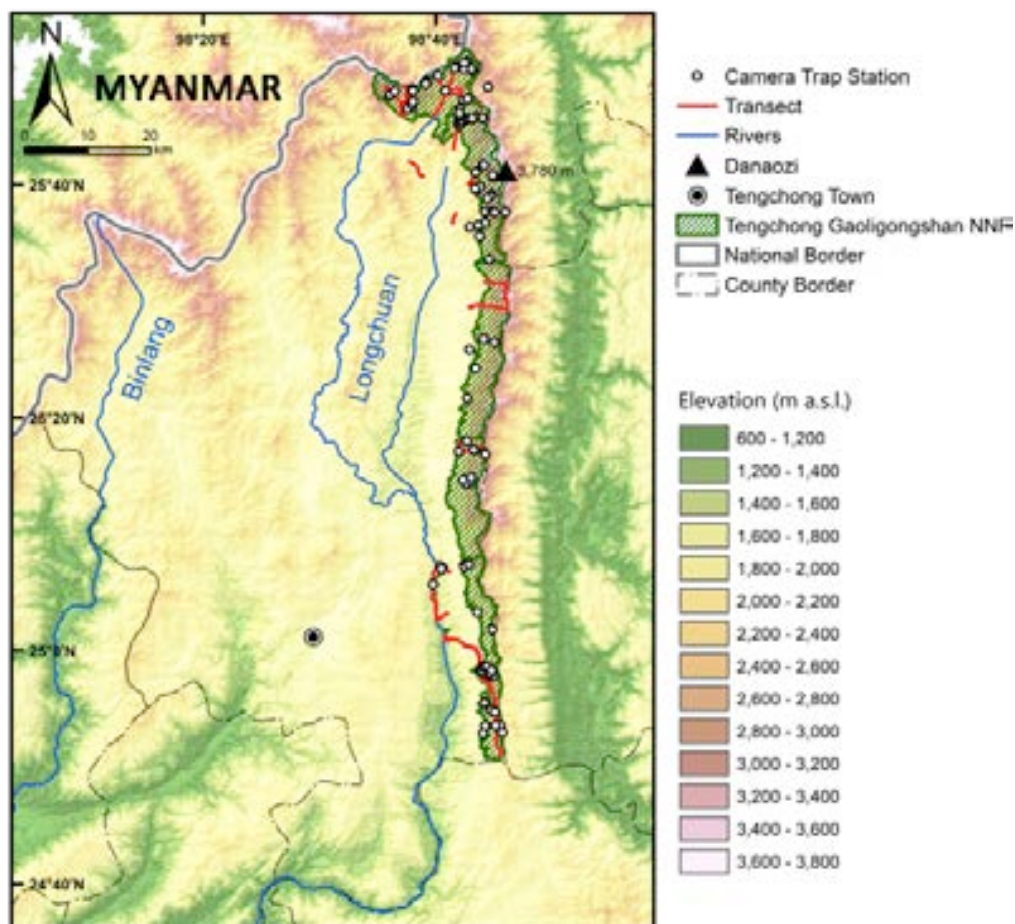 98°20'E
98°40'E
N
MYANMAR
0 10 20
km
25°40'N
3,780 m
Binlang
Longchuan
25°20'N
25°0'N
24°40'N
Camera Trap Station
Transect
Rivers
Danaozi
Tengchong Town
Tengchong Gaoligongshan NNR
National Border
County Border
Elevation (m a.s.l.)
600 - 1,200
1,200 - 1,400
1,400 - 1,600
1,600 - 1,800
1,800 - 2,000
2,000 - 2,200
2,200 - 2,400
2,400 - 2,600
2,600 - 2,800
2,800 - 3,000
3,000 - 3,200
3,200 - 3,400
3,400 - 3,600
3,600 - 3,800